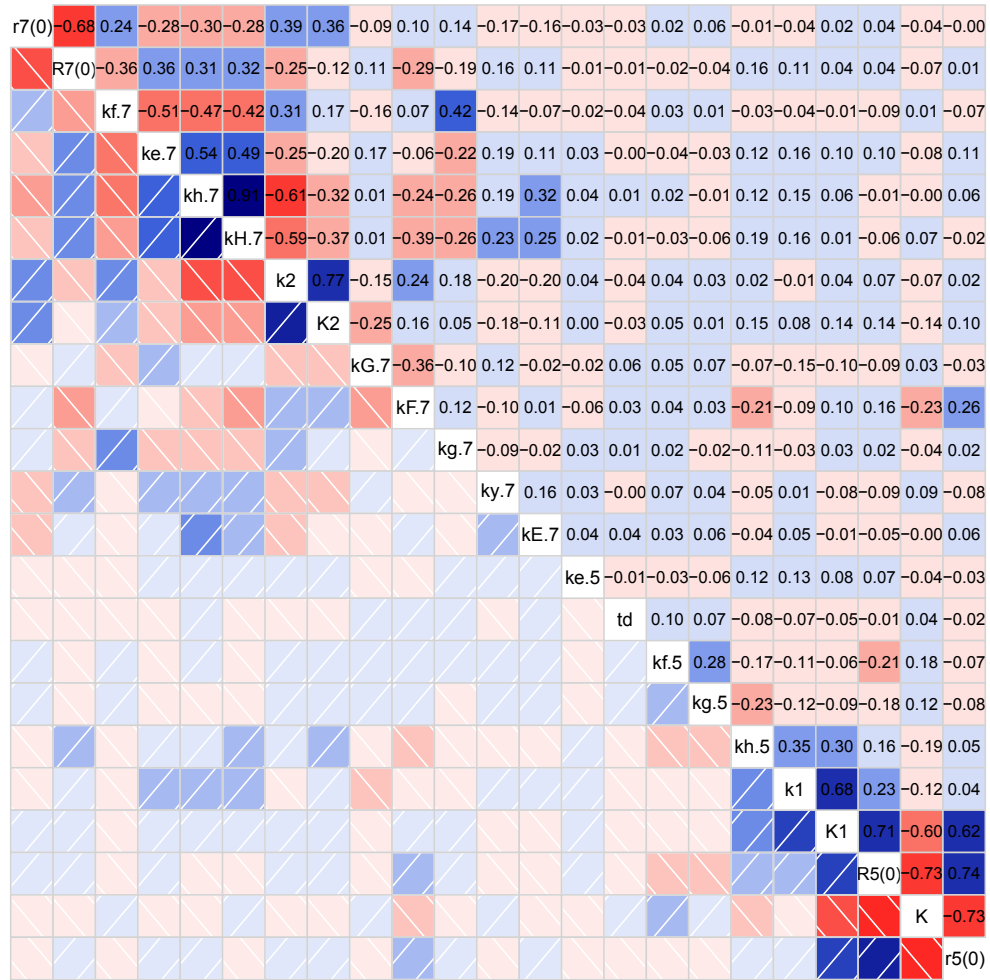 r7(0) −0.68 0.24 −0.28 −0.30 −0.28 0.39 0.36 −0.09 0.10 0.14 −0.17 −0.16 −0.03 −0.03 0.02 0.06 −0.01 −0.04 0.02 0.04 −0.04 −0.00
R7(0) −0.36 0.36 0.31 0.32 −0.25 −0.12 0.11 −0.29 −0.19 0.16 0.11 −0.01 −0.01 −0.02 −0.04 0.16 0.11 0.04 0.04 −0.07 0.01
kf.7 −0.51 −0.47 −0.42 0.31 0.17 −0.16 0.07 0.42 −0.14 −0.07 −0.02 −0.04 0.03 0.01 −0.03 −0.04 −0.01 −0.09 0.01 −0.07
ke.7 0.54 0.49 −0.25 −0.20 0.17 −0.06 −0.22 0.19 0.11 0.03 −0.00 −0.04 −0.03 0.12 0.16 0.10 0.10 −0.08 0.11
kh.7 0.91 −0.61 −0.32 0.01 −0.24 −0.26 0.19 0.32 0.04 0.01 0.02 −0.01 0.12 0.15 0.06 −0.01 −0.00 0.06
kH.7 −0.59 −0.37 0.01 −0.39 −0.26 0.23 0.25 0.02 −0.01 −0.03 −0.06 0.19 0.16 0.01 −0.06 0.07 −0.02
k2 0.77 −0.15 0.24 0.18 −0.20 −0.20 0.04 −0.04 0.04 0.03 0.02 −0.01 0.04 0.07 −0.07 0.02
K2 −0.25 0.16 0.05 −0.18 −0.11 0.00 −0.03 0.05 0.01 0.15 0.08 0.14 0.14 −0.14 0.10
kG.7 −0.36 −0.10 0.12 −0.02 −0.02 0.06 0.05 0.07 −0.07 −0.15 −0.10 −0.09 0.03 −0.03
kF.7 0.12 −0.10 0.01 −0.06 0.03 0.04 0.03 −0.21 −0.09 0.10 0.16 −0.23 0.26
kg.7 −0.09 −0.02 0.03 0.01 0.02 −0.02 −0.11 −0.03 0.03 0.02 −0.04 0.02
ky.7 0.16 0.03 −0.00 0.07 0.04 −0.05 0.01 −0.08 −0.09 0.09 −0.08
kE.7 0.04 0.04 0.03 0.06 −0.04 0.05 −0.01 −0.05 −0.00 0.06
ke.5 −0.01 −0.03 −0.06 0.12 0.13 0.08 0.07 −0.04 −0.03
td 0.10 0.07 −0.08 −0.07 −0.05 −0.01 0.04 −0.02
kf.5 0.28 −0.17 −0.11 −0.06 −0.21 0.18 −0.07
kg.5 −0.23 −0.12 −0.09 −0.18 0.12 −0.08
kh.5 0.35 0.30 0.16 −0.19 0.05
k1 0.68 0.23 −0.12 0.04
K1 0.71 −0.60 0.62
R5(0) −0.73 0.74
K −0.73
r5(0)